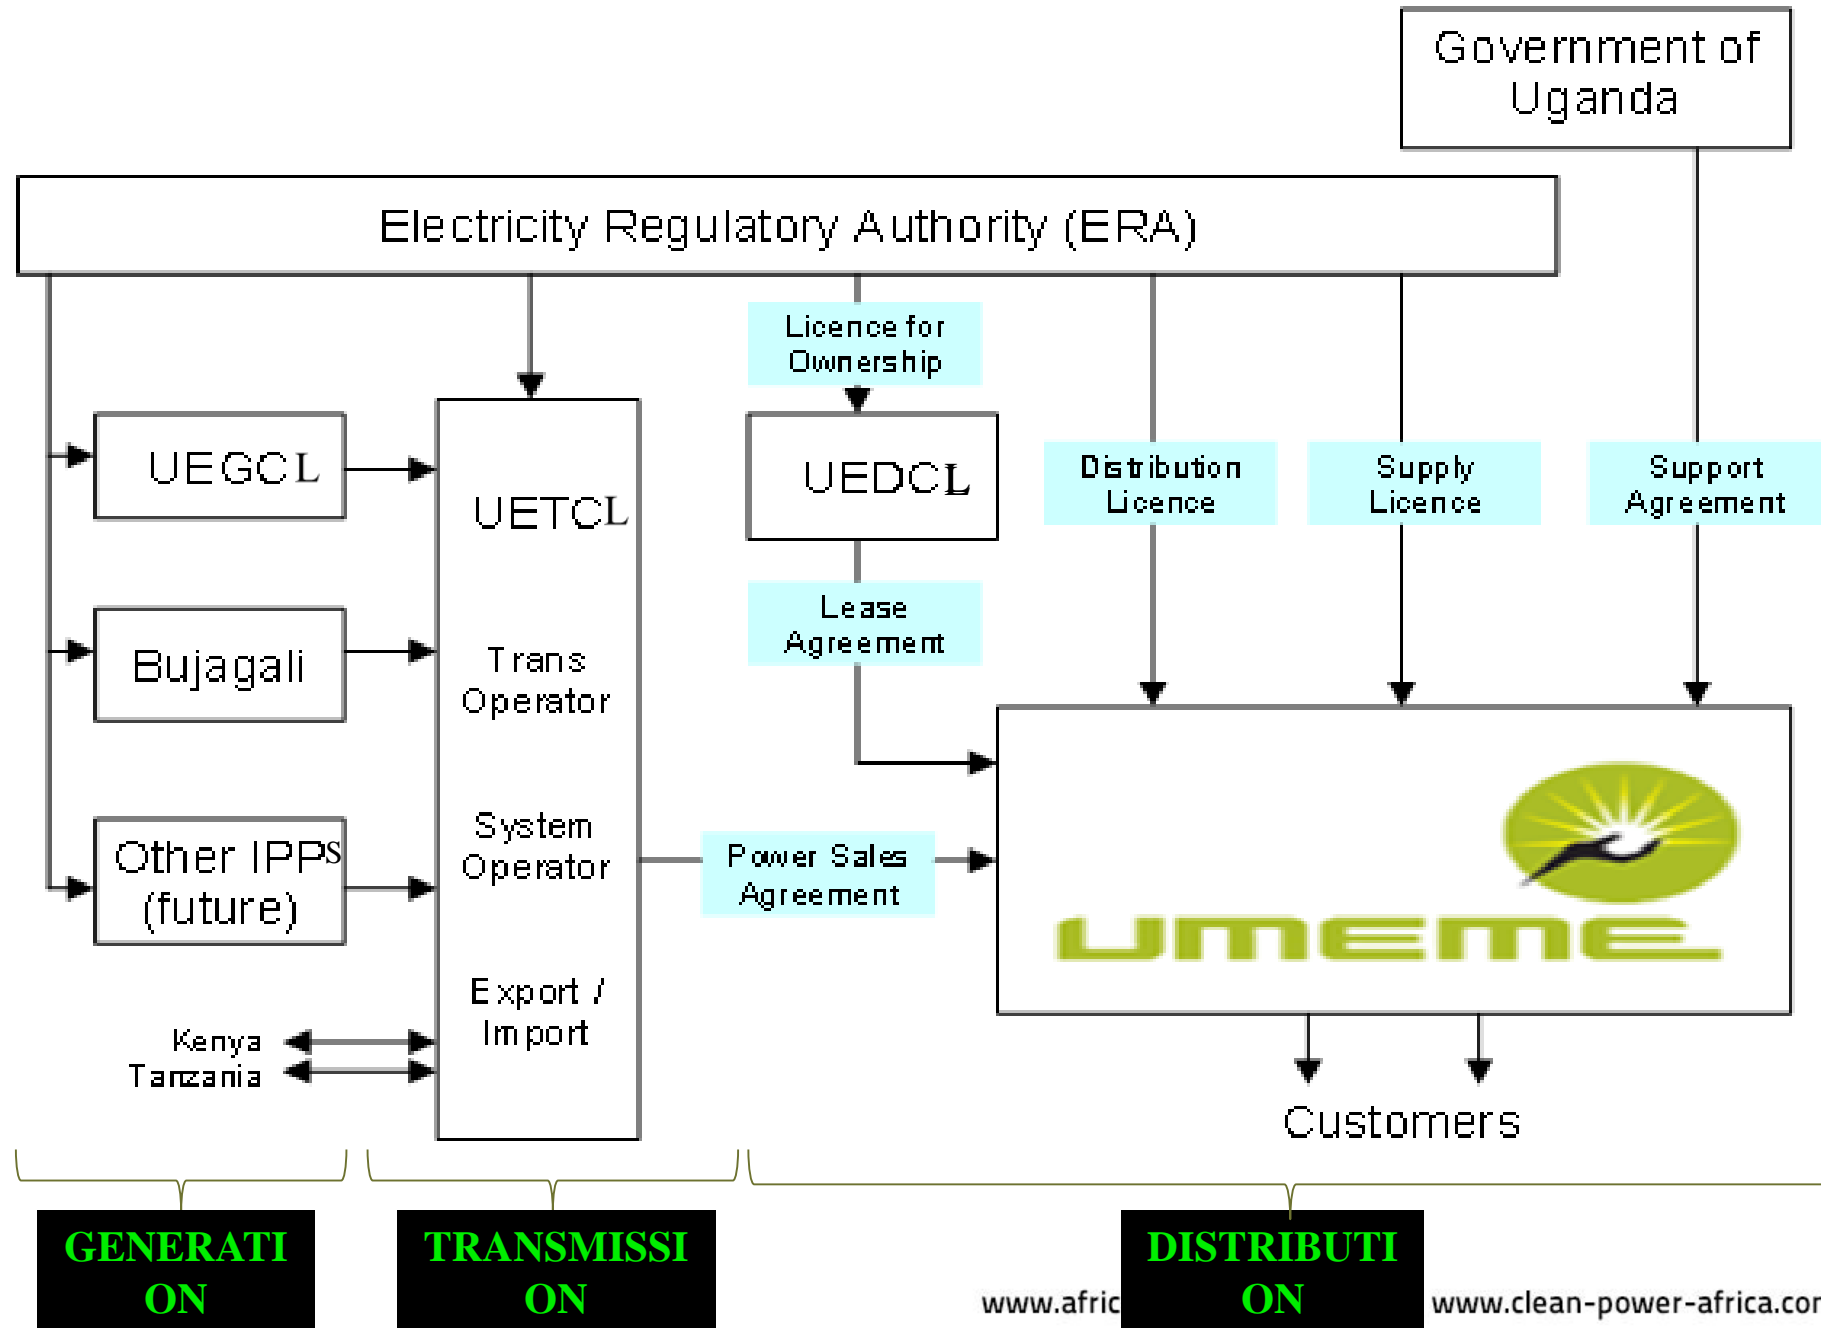 Government of
Uganda
Electricity Regulatory Authority (ERA)
Licence for
Ownership
UEGCL
UETCL
UEDCL
Distribution
Licence
Supply
Licence
Support
Agreement
Lease
Agreement
Bujagali
Trans
Operator
Other IPPs
(future)
System
Operator
Power Sales
Agreement
UMEME
Export /
Import
Kenya
Tanzania
Customers
GENERATI
ON
TRANSMISSI
ON
DISTRIBUTI
ON
www.afric
www.clean-power-africa.com